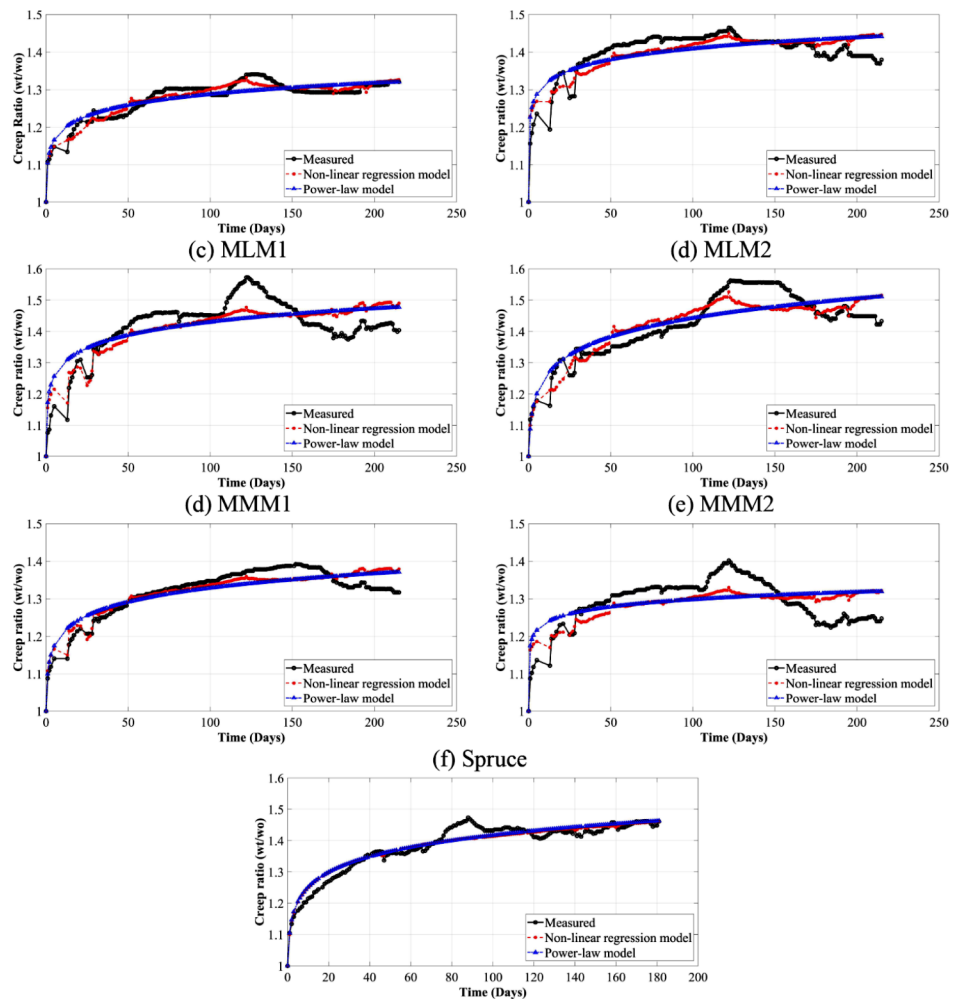 1.5
1.4
1.3
1.2
1.1
1
Creep Ratio (wt/wo)
Measured
Non-linear regression model
Power-law model
0 50 100 150 200 250
Time (Days)
(c) MLM1
1.5
1.4
1.3
1.2
1.1
1
Creep ratio (wt/wo)
Measured
Non-linear regression model
Power-law model
0 50 100 150 200 250
Time (Days)
(d) MLM2
1.6
1.5
1.4
1.3
1.2
1.1
1
Creep ratio (wt/wo)
Measured
Non-linear regression model
Power-law model
0 50 100 150 200 250
Time (Days)
(d) MMM1
1.6
1.5
1.4
1.3
1.2
1.1
1
Creep ratio (wt/wo)
Measured
Non-linear regression model
Power-law model
0 50 100 150 200 250
Time (Days)
(e) MMM2
1.5
1.4
1.3
1.2
1.1
1
Creep ratio (wt/wo)
Measured
Non-linear regression model
Power-law model
0 50 100 150 200 250
Time (Days)
1.5
1.4
1.3
1.2
1.1
1
Creep ratio (wt/wo)
Measured
Non-linear regression model
Power-law model
0 50 100 150 200 250
Time (Days)
(f) Spruce
1.6
1.5
1.4
1.3
1.2
1.1
1
Creep ratio (wt/wo)
Measured
Non-linear regression model
Power-law model
0 20 40 60 80 100 120 140 160 180 200
Time (Days)